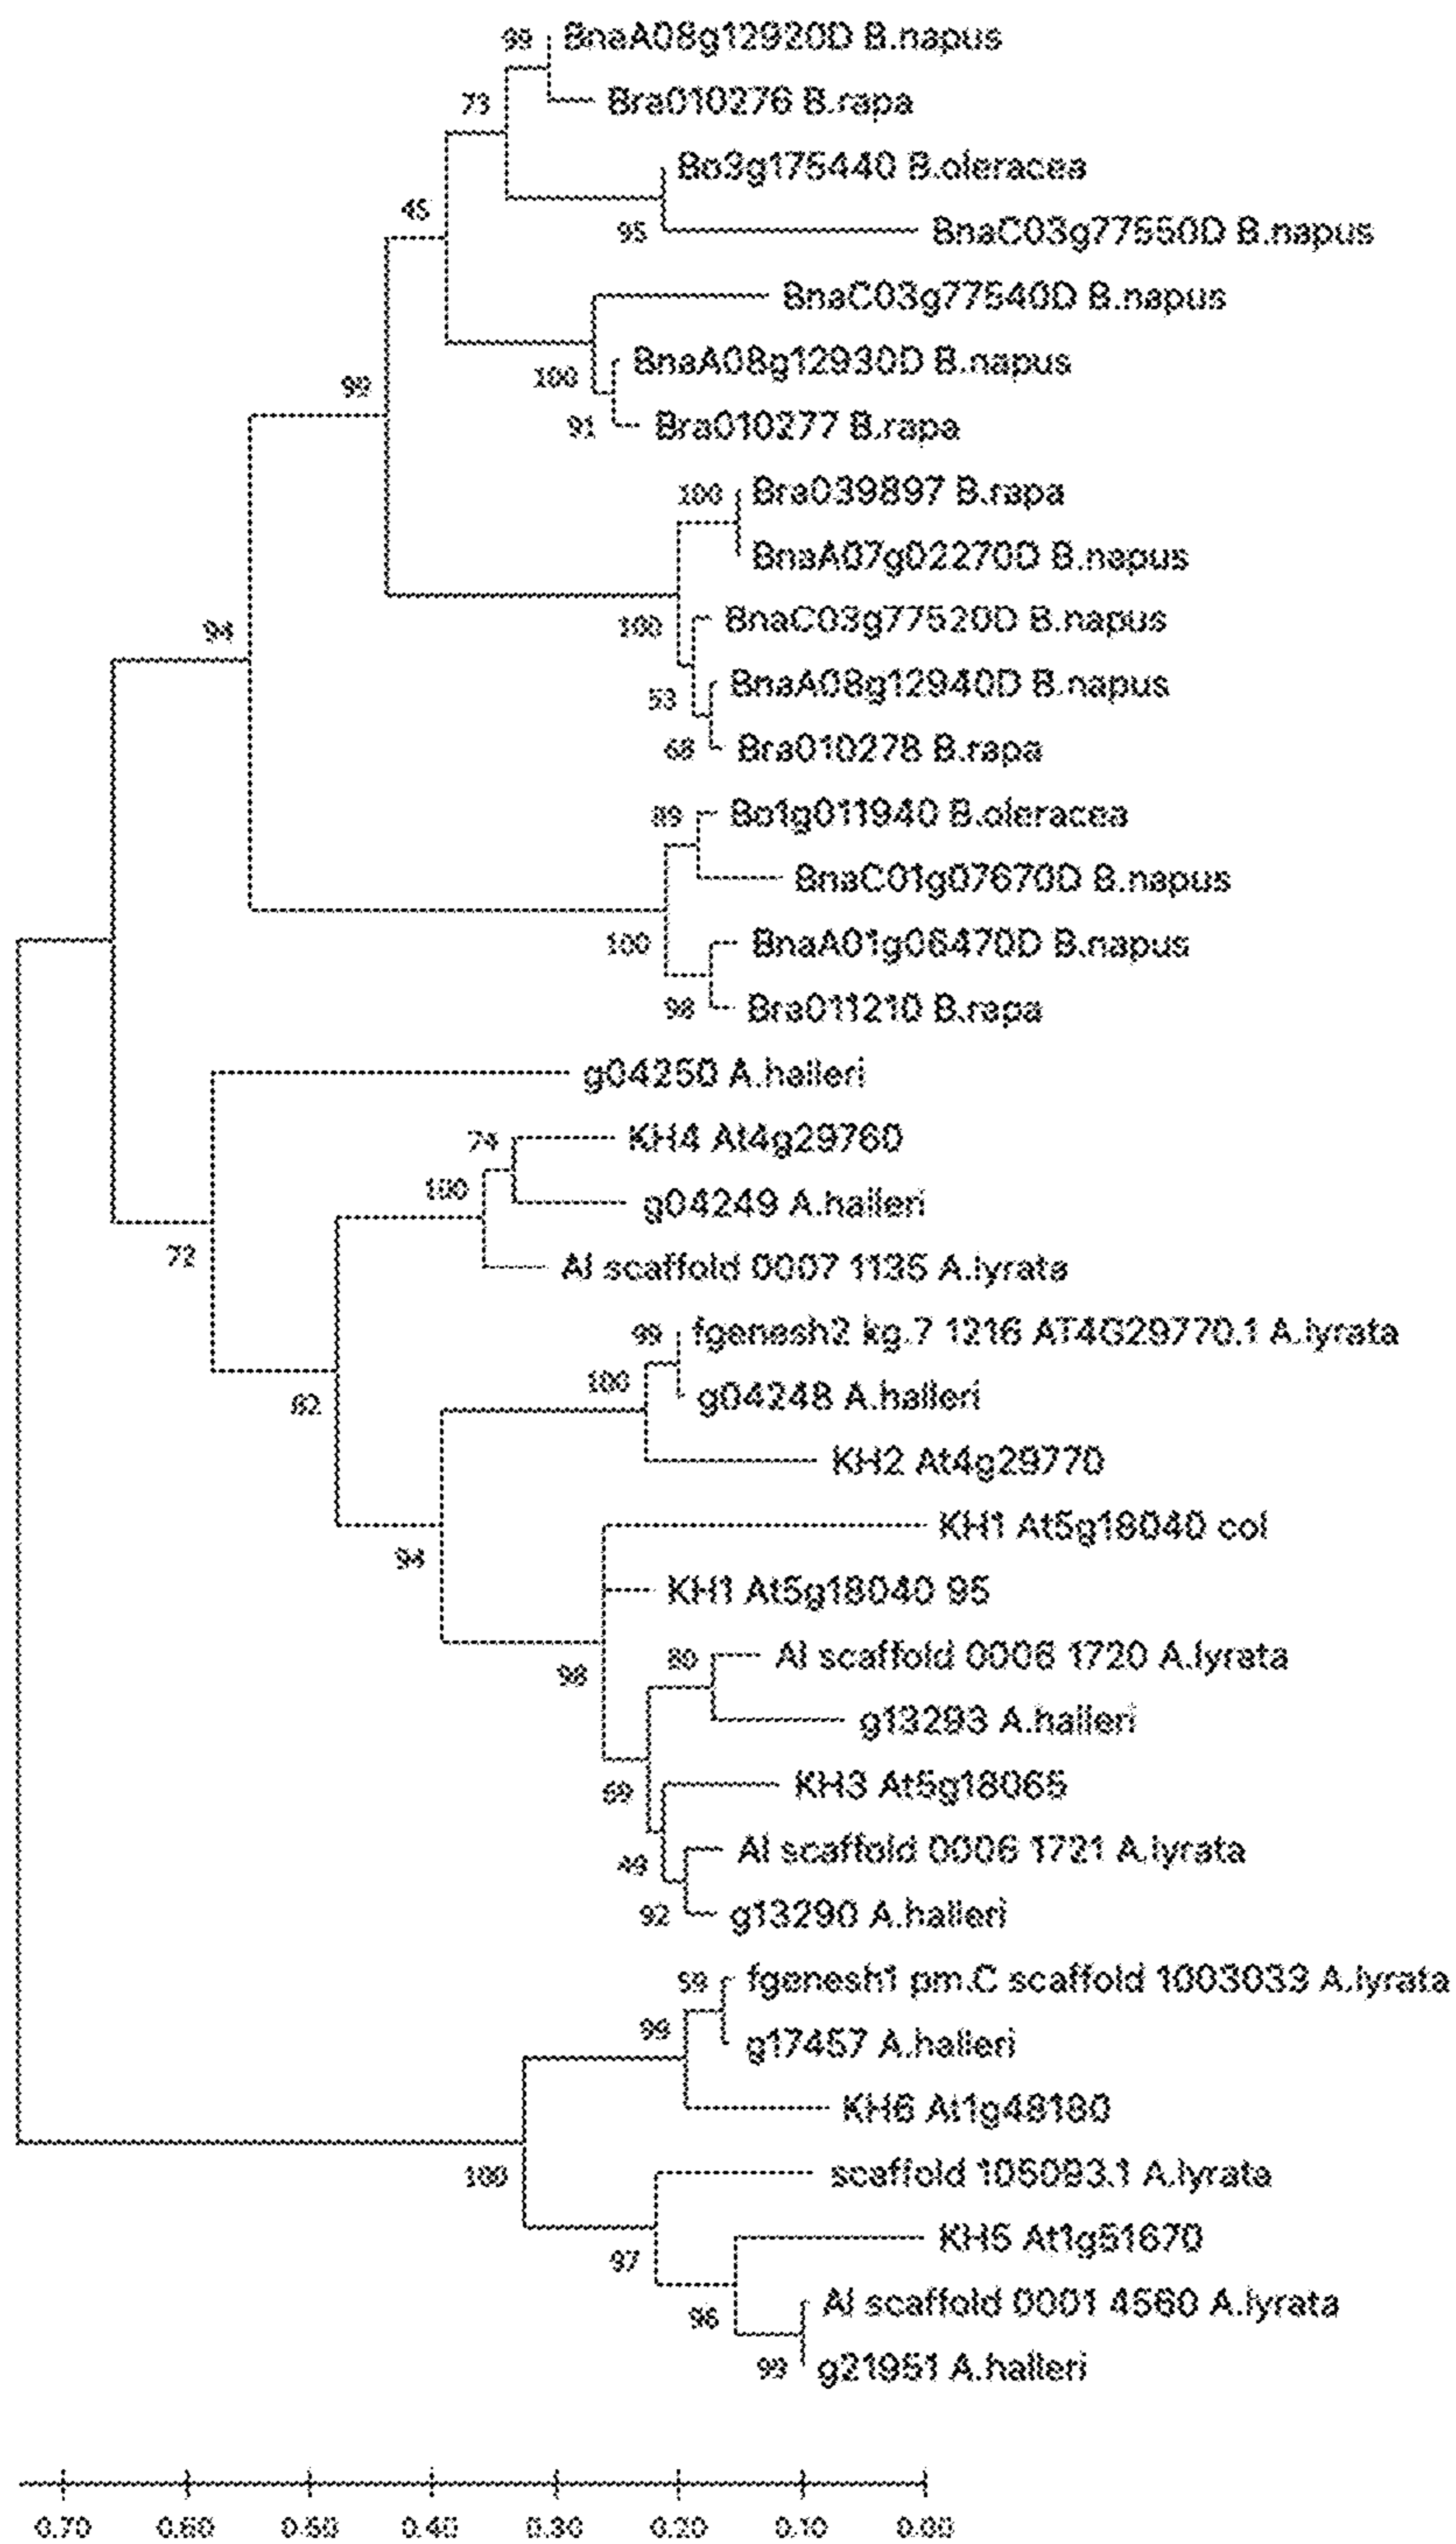 99 BnaA08g12920D B.napus
73 Bra010276 B.rapa
Bo3g175440 B.oleracea
45
95 BnaC03g77550D B.napus
BnaC03g77540D B.napus
BnaA08g12930D B.napus
99 100
91 Bra010277 B.rapa
100 Bra039897 B.rapa
BnaA07g02270D B.napus
94 100 BnaC03g77520D B.napus
53 BnaA08g12940D B.napus
68 Bra010278 B.rapa
89 Bo1g011940 B.oleracea
BnaC01g07670D B.napus
100 BnaA01g06470D B.napus
98 Bra011210 B.rapa
g04250 A.halleri
74 KH4 At4g29760
100 g04249 A.halleri
72 Al scaffold 0007 1135 A.lyrata
99 fgenesh2 kg.7 1216 AT4G29770.1 A.lyrata
100 g04248 A.halleri
82
KH2 At4g29770
KH1 At5g18040 col
94
KH1 At5g18040 95
80 Al scaffold 0006 1720 A.lyrata
98
g13293 A.halleri
69 KH3 At5g18065
49 Al scaffold 0006 1721 A.lyrata
92 g13290 A.halleri
59 fgenesh1 pm.C scaffold 1003039 A.lyrata
99 g17457 A.halleri
KH6 At1g48180
100 scaffold 105093.1 A.lyrata
97 KH5 At1g51670
96 Al scaffold 0001 4560 A.lyrata
99 g21951 A.halleri
0.70 0.60 0.50 0.40 0.30 0.20 0.10 0.00